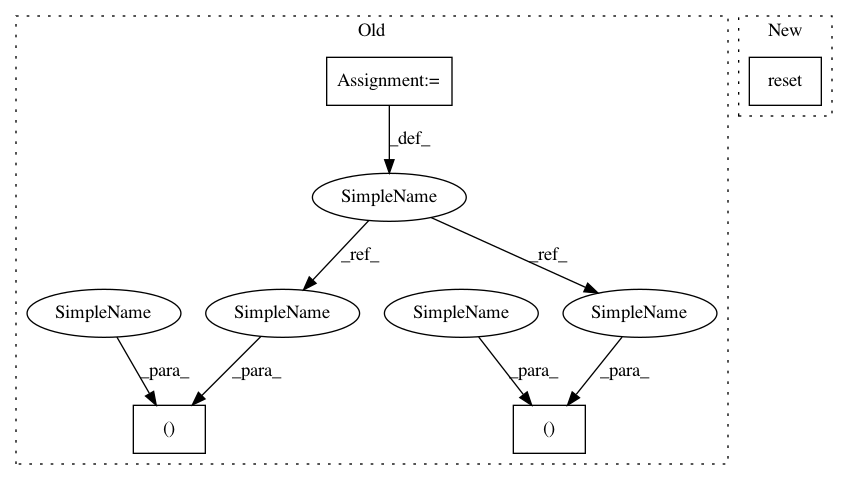 Old
New
Assignment:=
reset
_def_
SimpleName
_ref_
_ref_
SimpleName
SimpleName
SimpleName
SimpleName
_para_
_para_
_para_
_para_
()
()